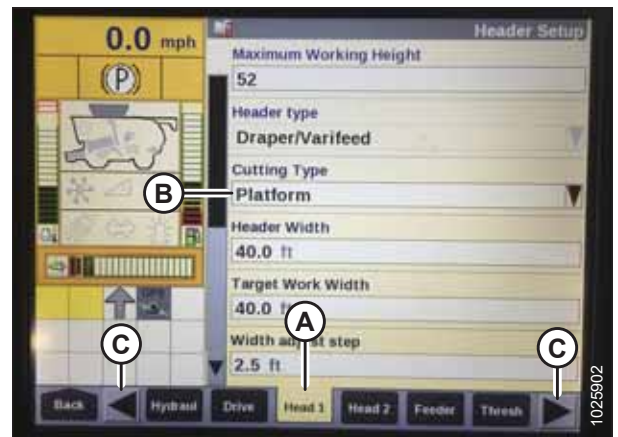 0.0 mph
Header Setup
Maximum Working Height
52
(P)
Header type
Draper/Varifeed
Cutting Type
B
Platform
Header Width
40.0 ft
Target Work Width
40.0 ft
A
C
C
Width adjust step
2.5 ft
Back
Hydraul
Drive
Head 1
Head 2
Feeder
Thresh
1025902